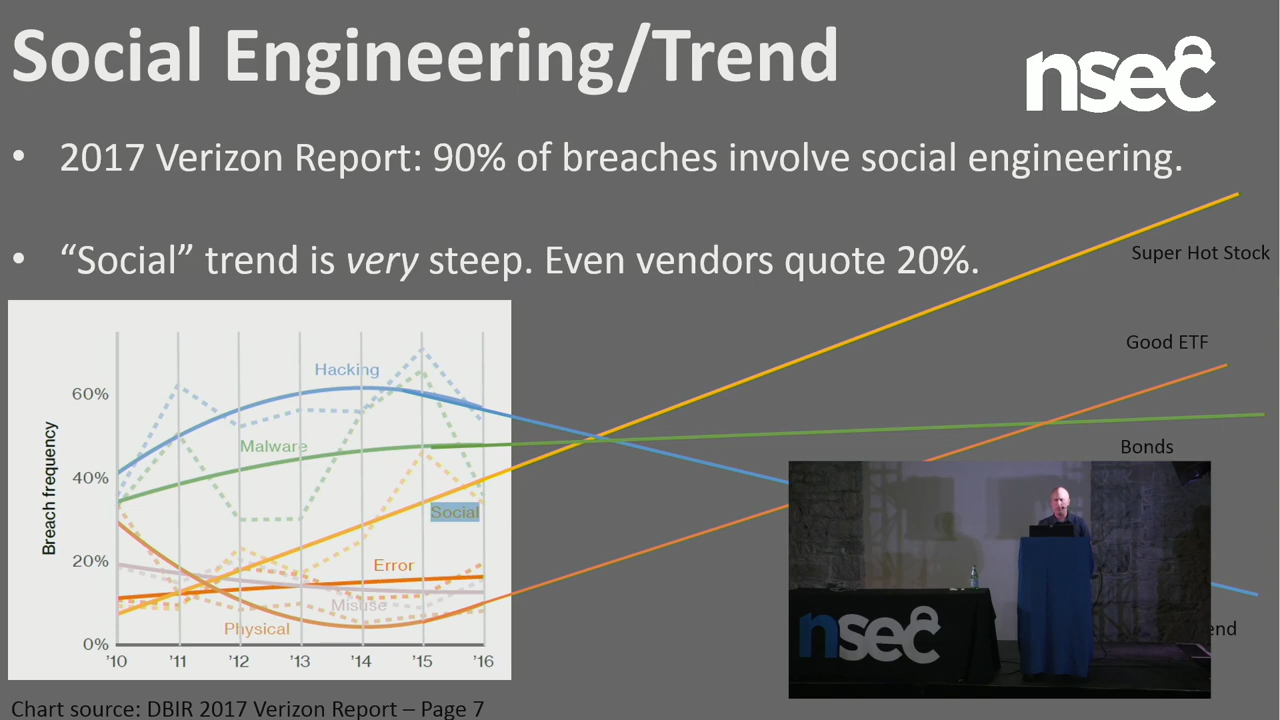 Social Engineering/Trend
nsec
• 2017 Verizon Report: 90% of breaches involve social engineering.
• “Social” trend is very steep. Even vendors quote 20%.
Super Hot Stock
Good ETF
Bonds
end
Breach frequency
60%
40%
20%
0%
Hacking
Malware
Social
Error
Misuse
Physical
'10 '11 '12 '13 '14 '15 '16
nsec
Chart source: DBIR 2017 Verizon Report – Page 7